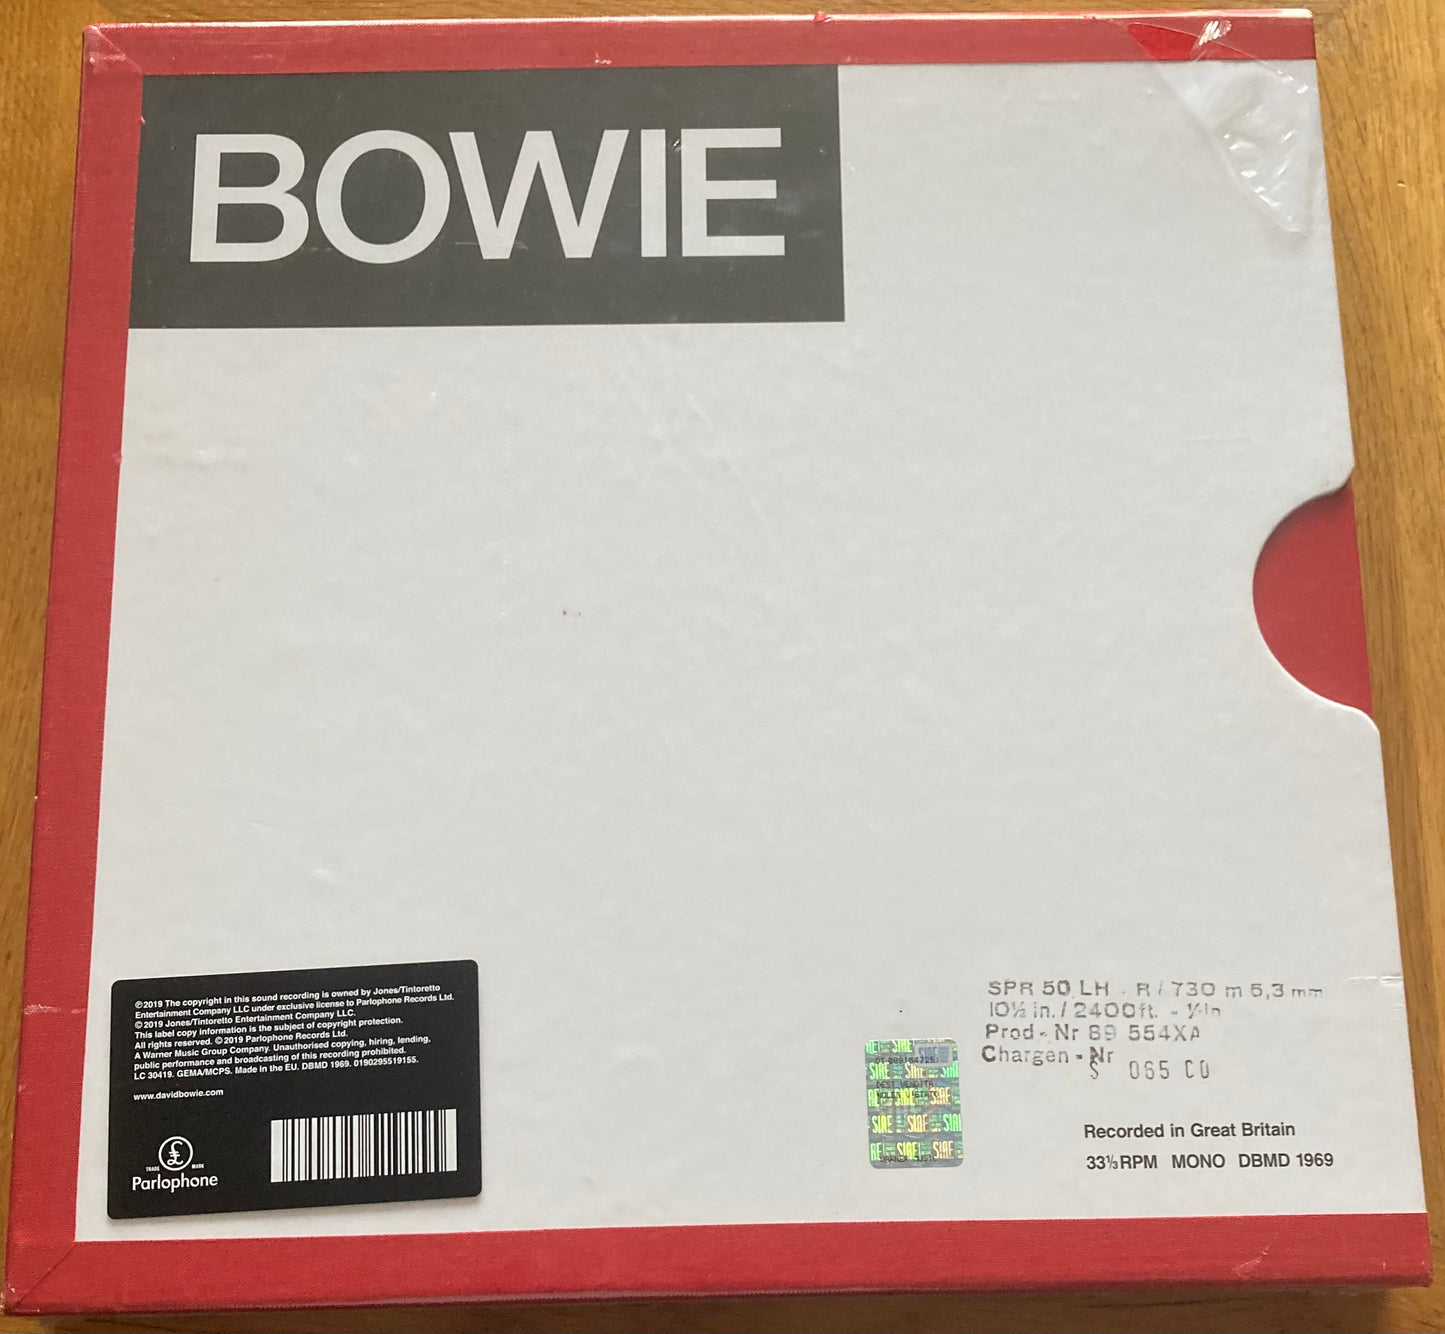 BOWIE
℗2019 The copyright in this sound recording is owned by Jones/Tintoretto
Entertainment Company LLC under exclusive license to Parlophone Records Ltd.
©2019 Jones/Tintoretto Entertainment Company LLC.
This label copy information is the subject of copyright protection.
All rights reserved. ©2019 Parlophone Records Ltd.
A Warner Music Group Company. Unauthorised copying, hiring, lending,
public performance and broadcasting of this recording prohibited.
LC 30419. GEMA/MCPS. Made in the EU. DBMD 1969. 0190295519155.
www.davidbowie.com
£
TRADE MARK
Parlophone
SIAE
DEST VENDITA
SPR 50 LH - R / 730 m 6,3 mm
10½ in. / 2400ft. - ¼-in
Prod - Nr 89 554XA
Chargen - Nr
S 065 CO
Recorded in Great Britain
33⅓RPM MONO DBMD 1969